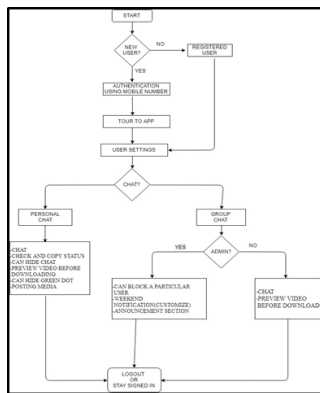 START
NEW
USER?
NO
REGISTERED
USER
YES
AUTHENTICATION
USING MOBILE NUMBER
TOUR TO APP
USER SETTINGS
CHAT?
PERSONAL
CHAT
GROUP
CHAT
-CHAT
-CHECK AND COPY STATUS
-CAN HIDE CHAT
-PREVIEW VIDEO BEFORE
DOWNLOADING
-CAN HIDE GREEN DOT
-POSTING MEDIA
YES
ADMIN?
NO
-CAN BLOCK A PARTICULAR
USER
-WEEKEND
NOTIFICATION(CUSTOMIZE)
-ANNOUNCEMENT SECTION
-CHAT
-PREVIEW VIDEO
BEFORE DOWNLOAD
LOGOUT
OR
STAY SIGNED IN